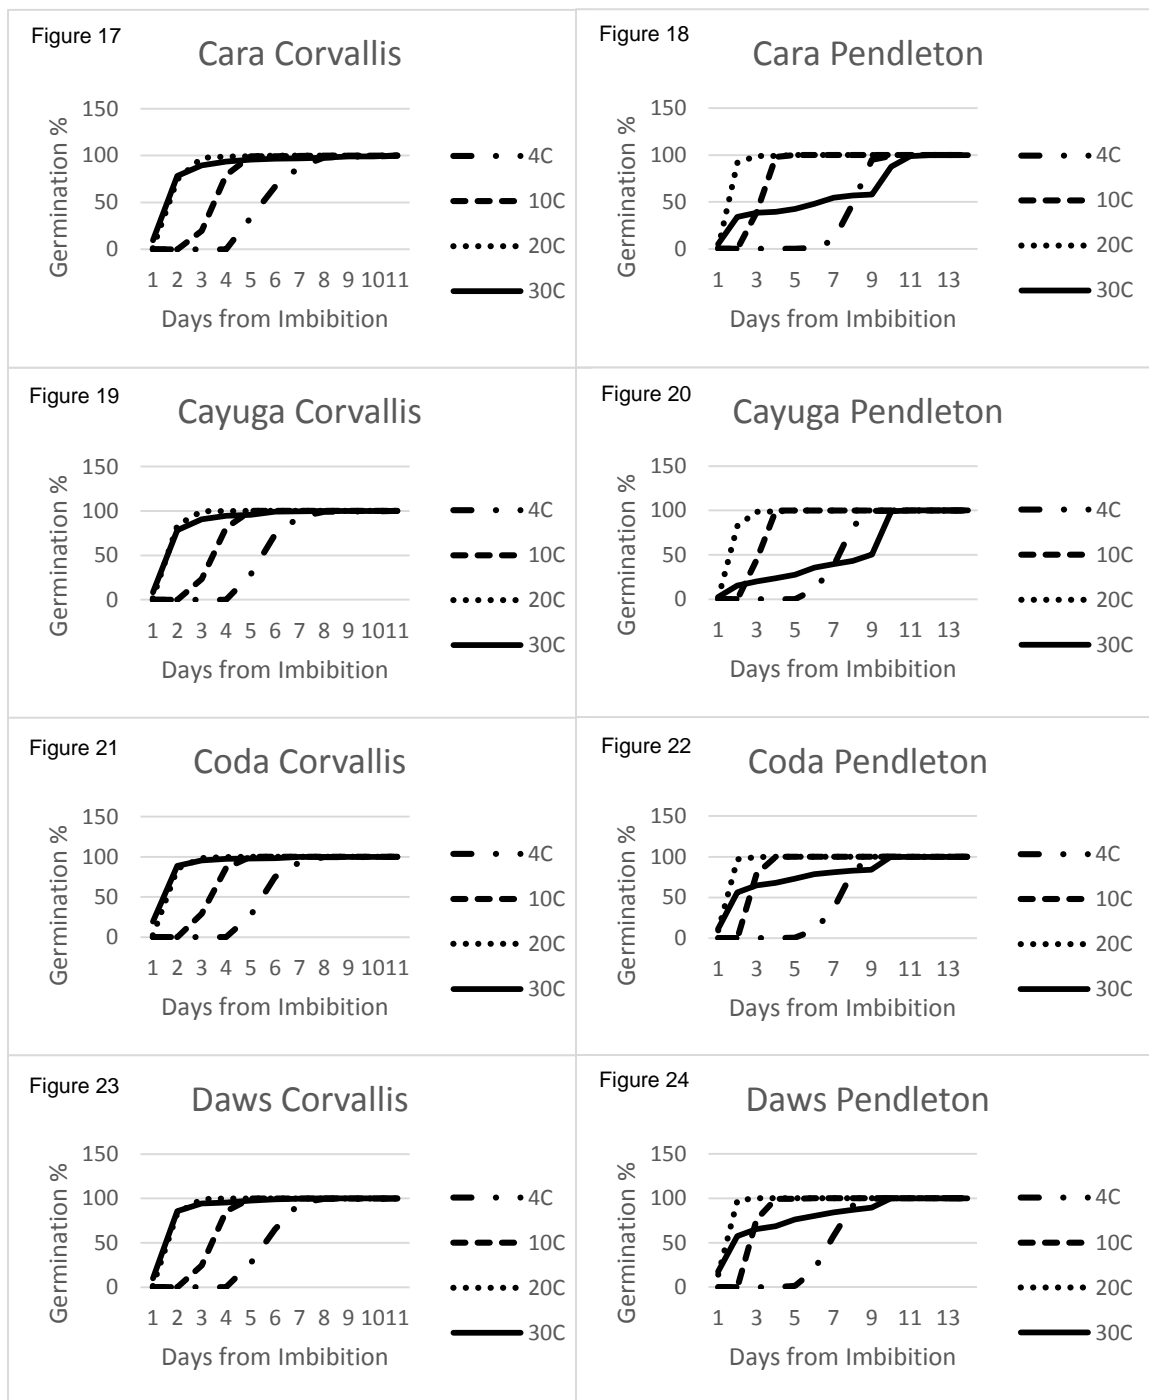 Figure 17
Cara Corvallis
150
100
50
0
Germination %
1 2 3 4 5 6 7 8 9 10 11
Days from Imbibition
4C
10C
20C
30C
Figure 18
Cara Pendleton
150
100
50
0
Germination %
1 3 5 7 9 11 13
Days from Imbibition
4C
10C
20C
30C
Figure 19
Cayuga Corvallis
150
100
50
0
Germination %
1 2 3 4 5 6 7 8 9 10 11
Days from Imbibition
4C
10C
20C
30C
Figure 20
Cayuga Pendleton
150
100
50
0
Germination %
1 3 5 7 9 11 13
Days from Imbibition
4C
10C
20C
30C
Figure 21
Coda Corvallis
150
100
50
0
Germination %
1 2 3 4 5 6 7 8 9 10 11
Days from Imbibition
4C
10C
20C
30C
Figure 22
Coda Pendleton
150
100
50
0
Germination %
1 3 5 7 9 11 13
Days from Imbibition
4C
10C
20C
30C
Figure 23
Daws Corvallis
150
100
50
0
Germination %
1 2 3 4 5 6 7 8 9 10 11
Days from Imbibition
4C
10C
20C
30C
Figure 24
Daws Pendleton
150
100
50
0
Germination %
1 3 5 7 9 11 13
Days from Imbibition
4C
10C
20C
30C